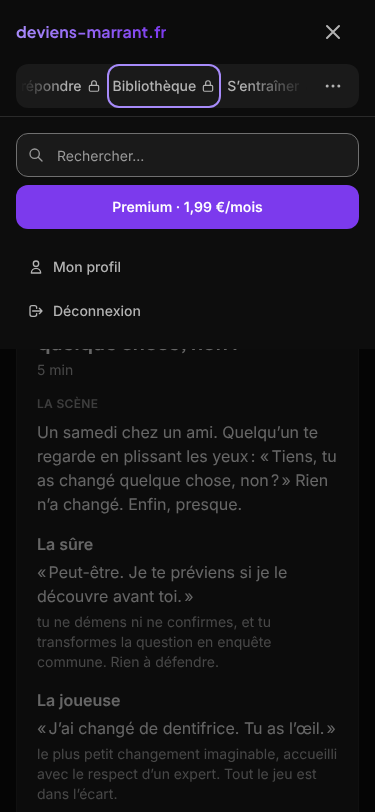 deviens-marrant.fr
épondre Bibliothèque S'entraîner
Rechercher...
Premium · 1,99 €/mois
Mon profil
Déconnexion
5 min
LA SCÈNE
Un samedi chez un ami. Quelqu'un te
regarde en plissant les yeux : « Tiens, tu
as changé quelque chose, non ? » Rien
n'a changé. Enfin, presque.
La sûre
« Peut-être. Je te préviens si je le
découvre avant toi. »
tu ne démens ni ne confirmes, et tu
transformes la question en enquête
commune. Rien à défendre.
La joueuse
« J'ai changé de dentifrice. Tu as l'œil. »
le plus petit changement imaginable, accueilli
avec le respect d'un expert. Tout le jeu est
dans l'écart.